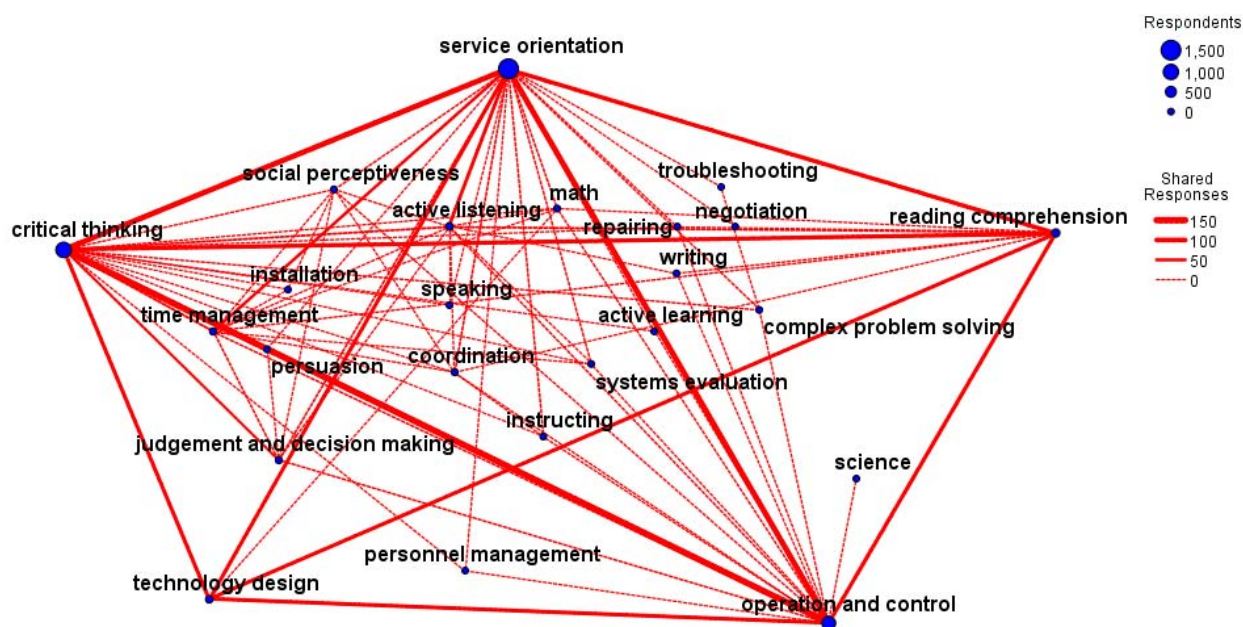 Respondents
1,500
1,000
500
0
Shared
Responses
150
100
50
0
service orientation
social perceptiveness
troubleshooting
math
active listening
negotiation
reading comprehension
critical thinking
repairing
writing
installation
speaking
time management
active learning
complex problem solving
persuasion
coordination
systems evaluation
instructing
judgement and decision making
science
personnel management
technology design
operation and control